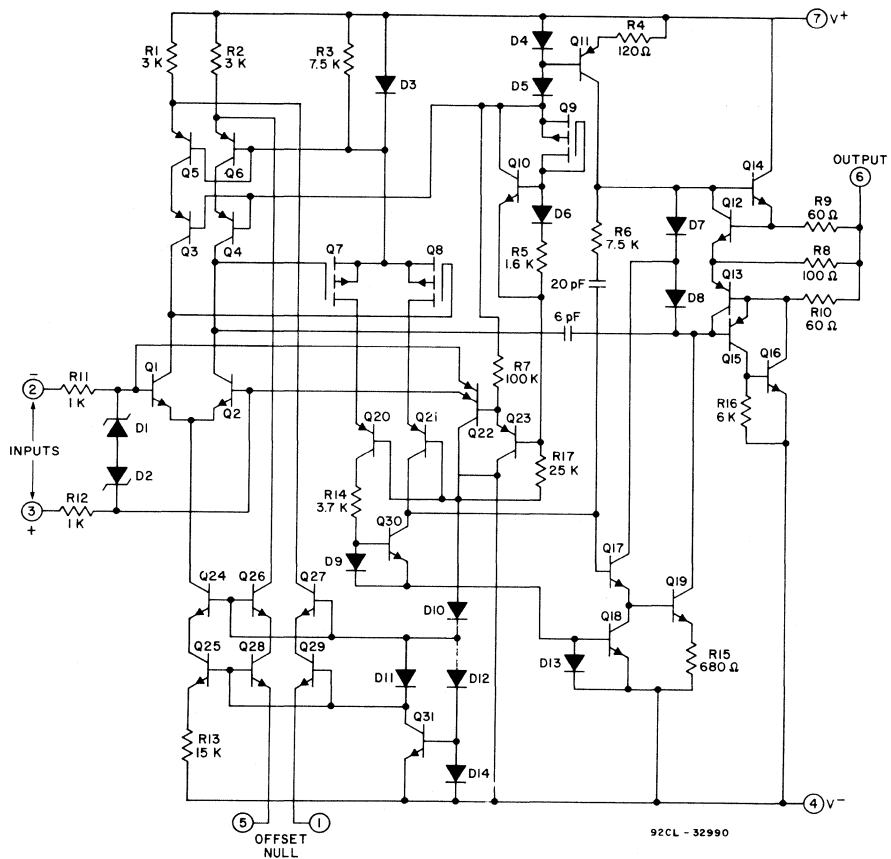 7 V+
R1 3 K
R2 3 K
R3 7.5 K
D3
D4
Q11
R4 120 Ω
D5
Q9
Q5
Q6
Q10
Q14
OUTPUT
6
Q12
R9 60 Ω
D6
D7
R6 7.5 K
Q3
Q4
R5 1.6 K
R8 100 Ω
Q7
Q8
Q13
20 pF
D8
R10 60 Ω
6 pF
Q15
Q16
R7 100 K
R16 6 K
2 −
R11 1 K
Q1
Q2
Q20
Q2i
Q22
Q23
D1
INPUTS
R17 25 K
D2
R14 3.7 K
3 +
R12 1 K
Q30
D9
Q17
Q24
Q26
Q27
Q19
D10
Q18
Q25
Q28
Q29
D11
D12
D13
R15 680 Ω
R13 15 K
Q31
D14
4 V−
5
1
OFFSET NULL
92CL - 32990